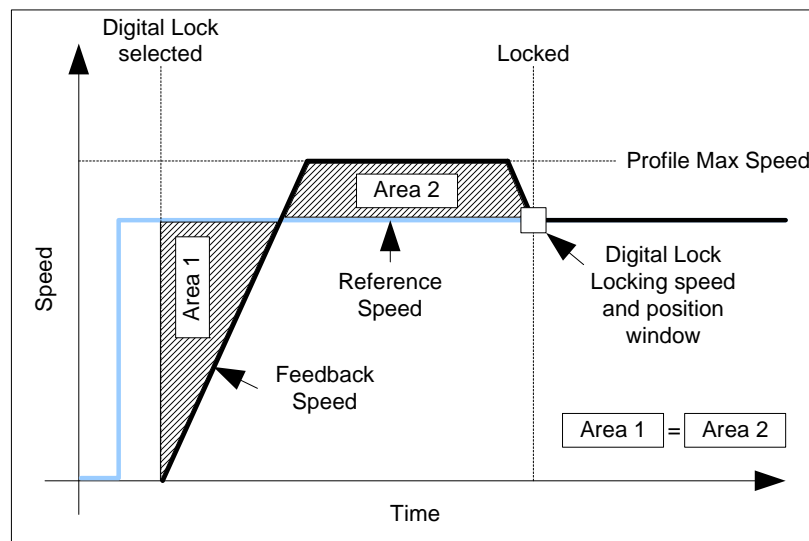 Digital Lock
selected
Locked
Profile Max Speed
Area 2
Area 1
Reference
Speed
Digital Lock
Locking speed
and position
window
Speed
Feedback
Speed
Area 1 = Area 2
Time